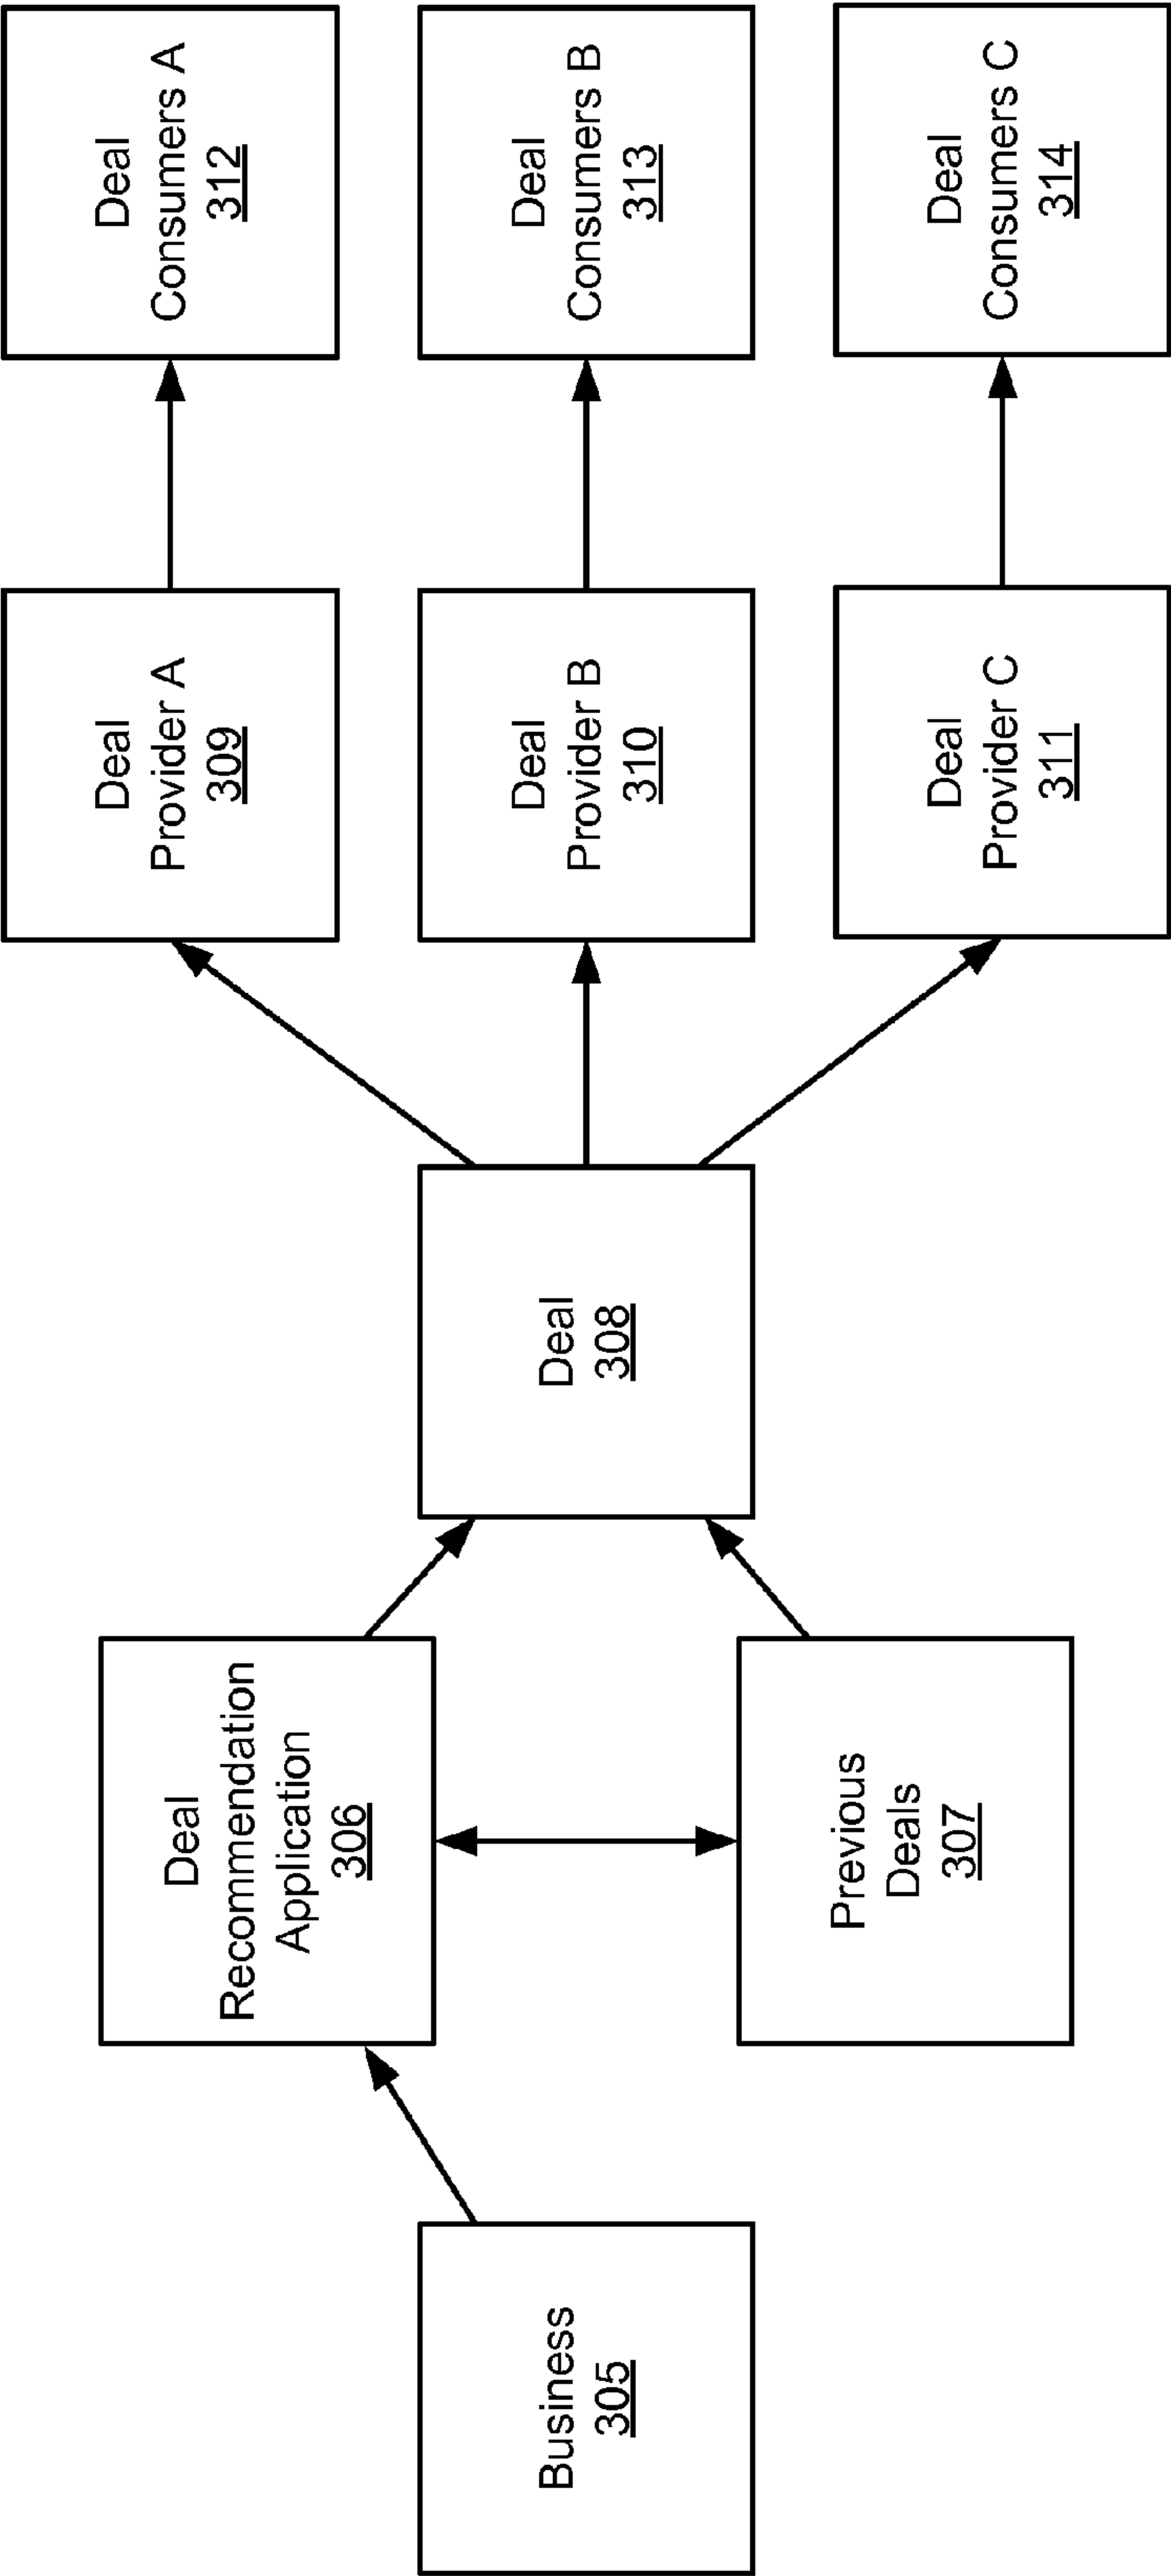 Business
305
Deal
Recommendation
Application
306
Previous
Deals
307
Deal
308
Deal
Provider A
309
Deal
Provider B
310
Deal
Provider C
311
Deal
Consumers A
312
Deal
Consumers B
313
Deal
Consumers C
314